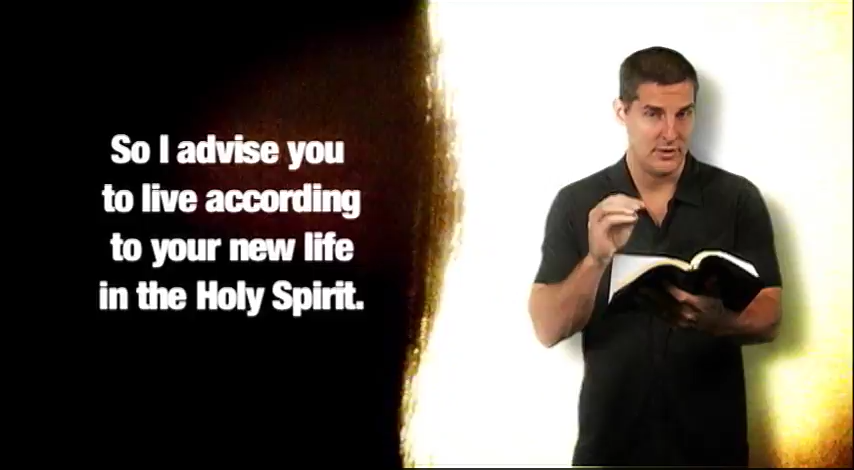 So I advise you
to live according
to your new life
in the Holy Spirit.